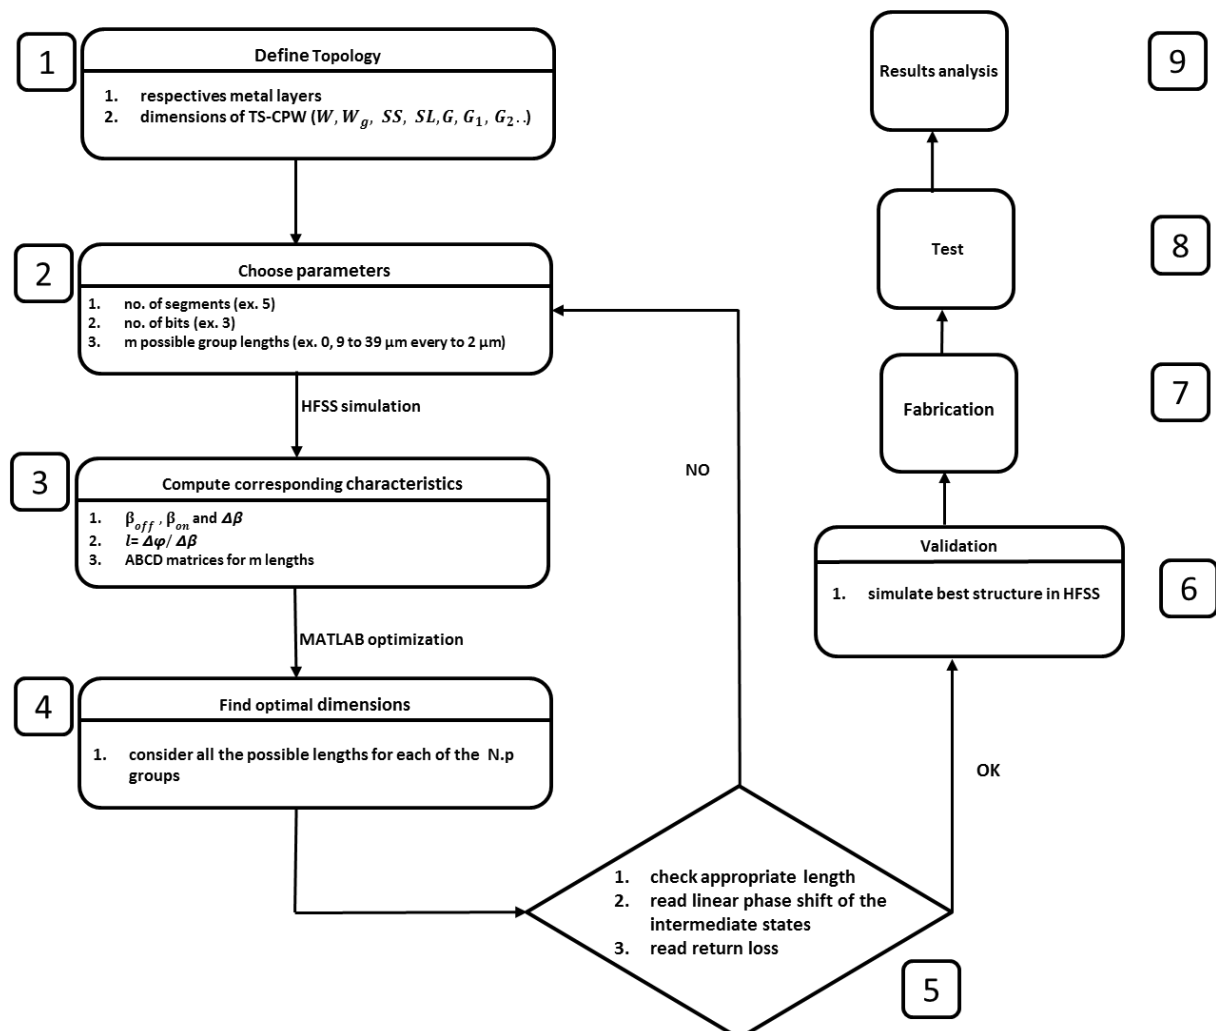 1
Define Topology
1. respectives metal layers
2. dimensions of TS-CPW (W, W_g, SS, SL, G, G_1, G_2..)
2
Choose parameters
1. no. of segments (ex. 5)
2. no. of bits (ex. 3)
3. m possible group lengths (ex. 0, 9 to 39 μm every to 2 μm)
HFSS simulation
3
Compute corresponding characteristics
1. β_off , β_on and Δβ
2. l= Δφ/ Δβ
3. ABCD matrices for m lengths
MATLAB optimization
4
Find optimal dimensions
1. consider all the possible lengths for each of the N.p
groups
1. check appropriate length
2. read linear phase shift of the
intermediate states
3. read return loss
5
NO
OK
Validation
1. simulate best structure in HFSS
6
Fabrication
7
Test
8
Results analysis
9